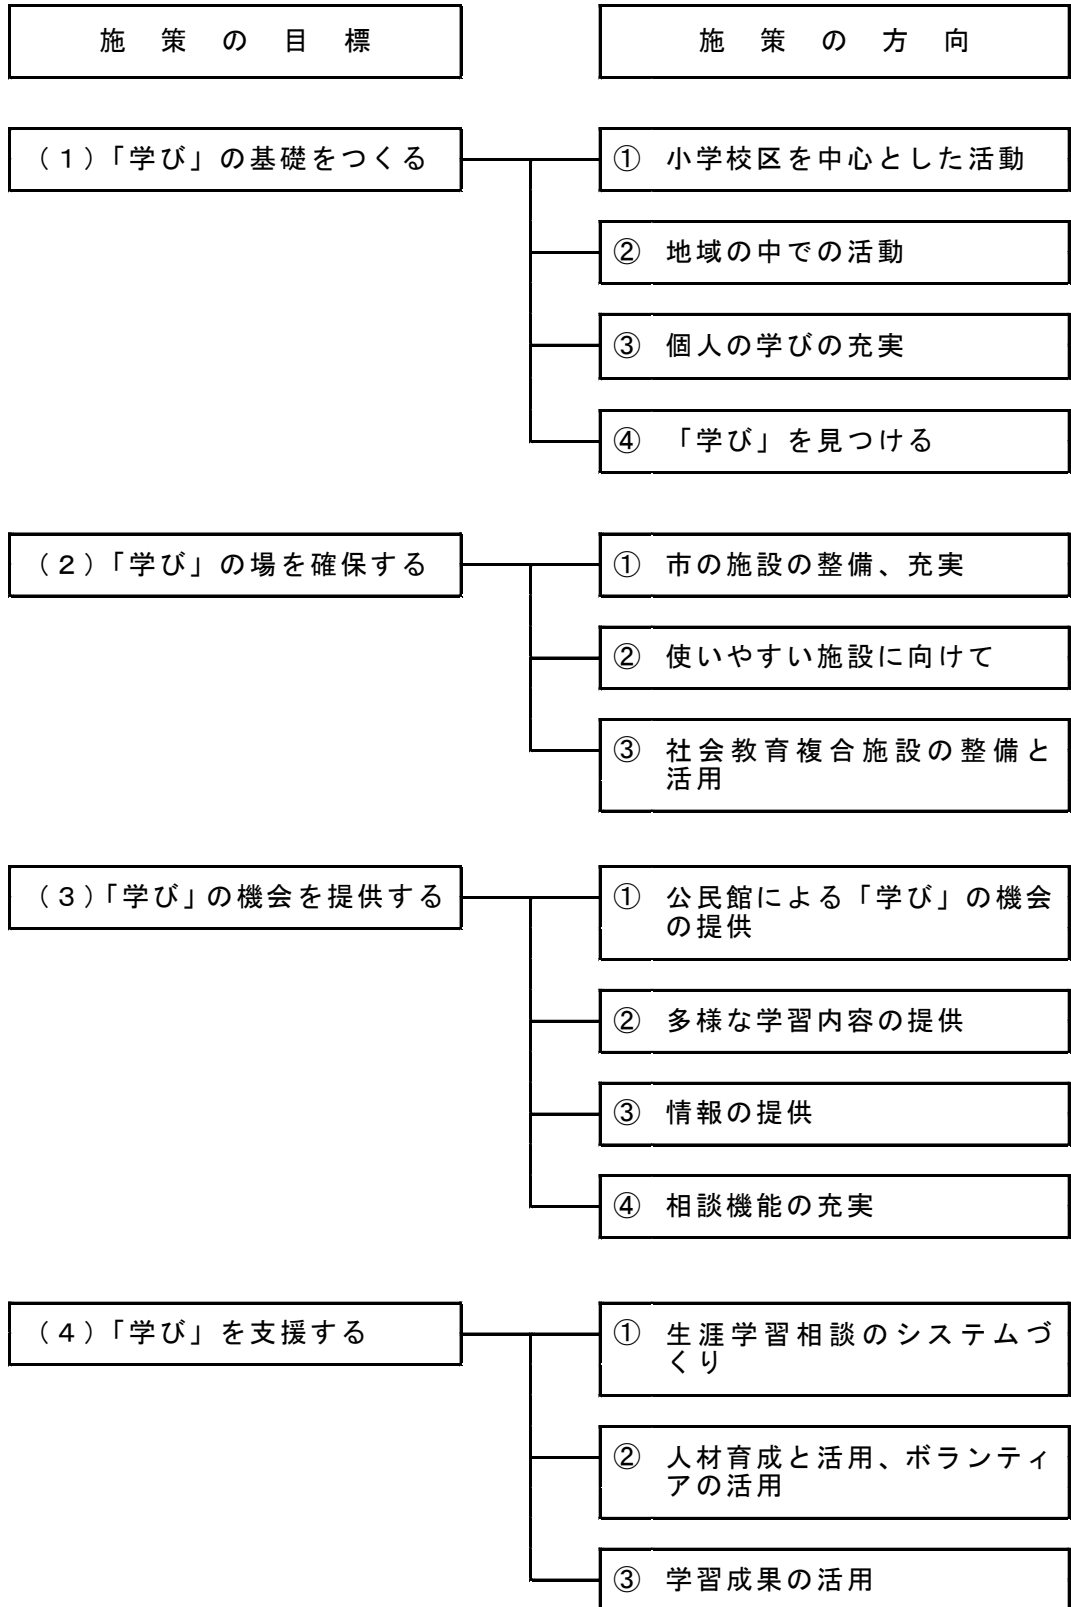 施策の目標
施策の方向
（１）「学び」の基礎をつくる
① 小学校区を中心とした活動
② 地域の中での活動
③ 個人の学びの充実
④ 「学び」を見つける
（２）「学び」の場を確保する
① 市の施設の整備、充実
② 使いやすい施設に向けて
③ 社会教育複合施設の整備と
活用
（３）「学び」の機会を提供する
① 公民館による「学び」の機会
の提供
② 多様な学習内容の提供
③ 情報の提供
④ 相談機能の充実
（４）「学び」を支援する
① 生涯学習相談のシステムづ
くり
② 人材育成と活用、ボランティ
アの活用
③ 学習成果の活用